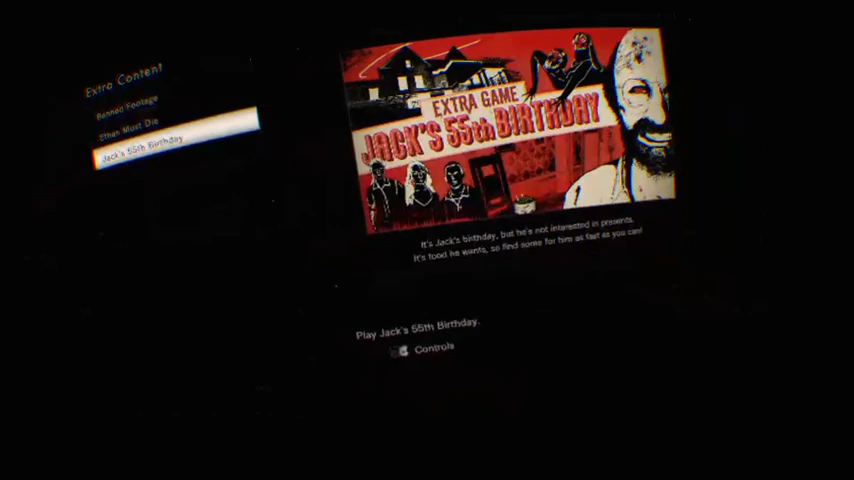 Extra Content
Banned Footage
Ethan Must Die
Jack's 55th Birthday
EXTRA GAME
JACK'S 55th BIRTHDAY
It's Jack's birthday, but he's not interested in presents.
It's food he wants, so find some for him as fast as you can!
Play Jack's 55th Birthday.
Controls